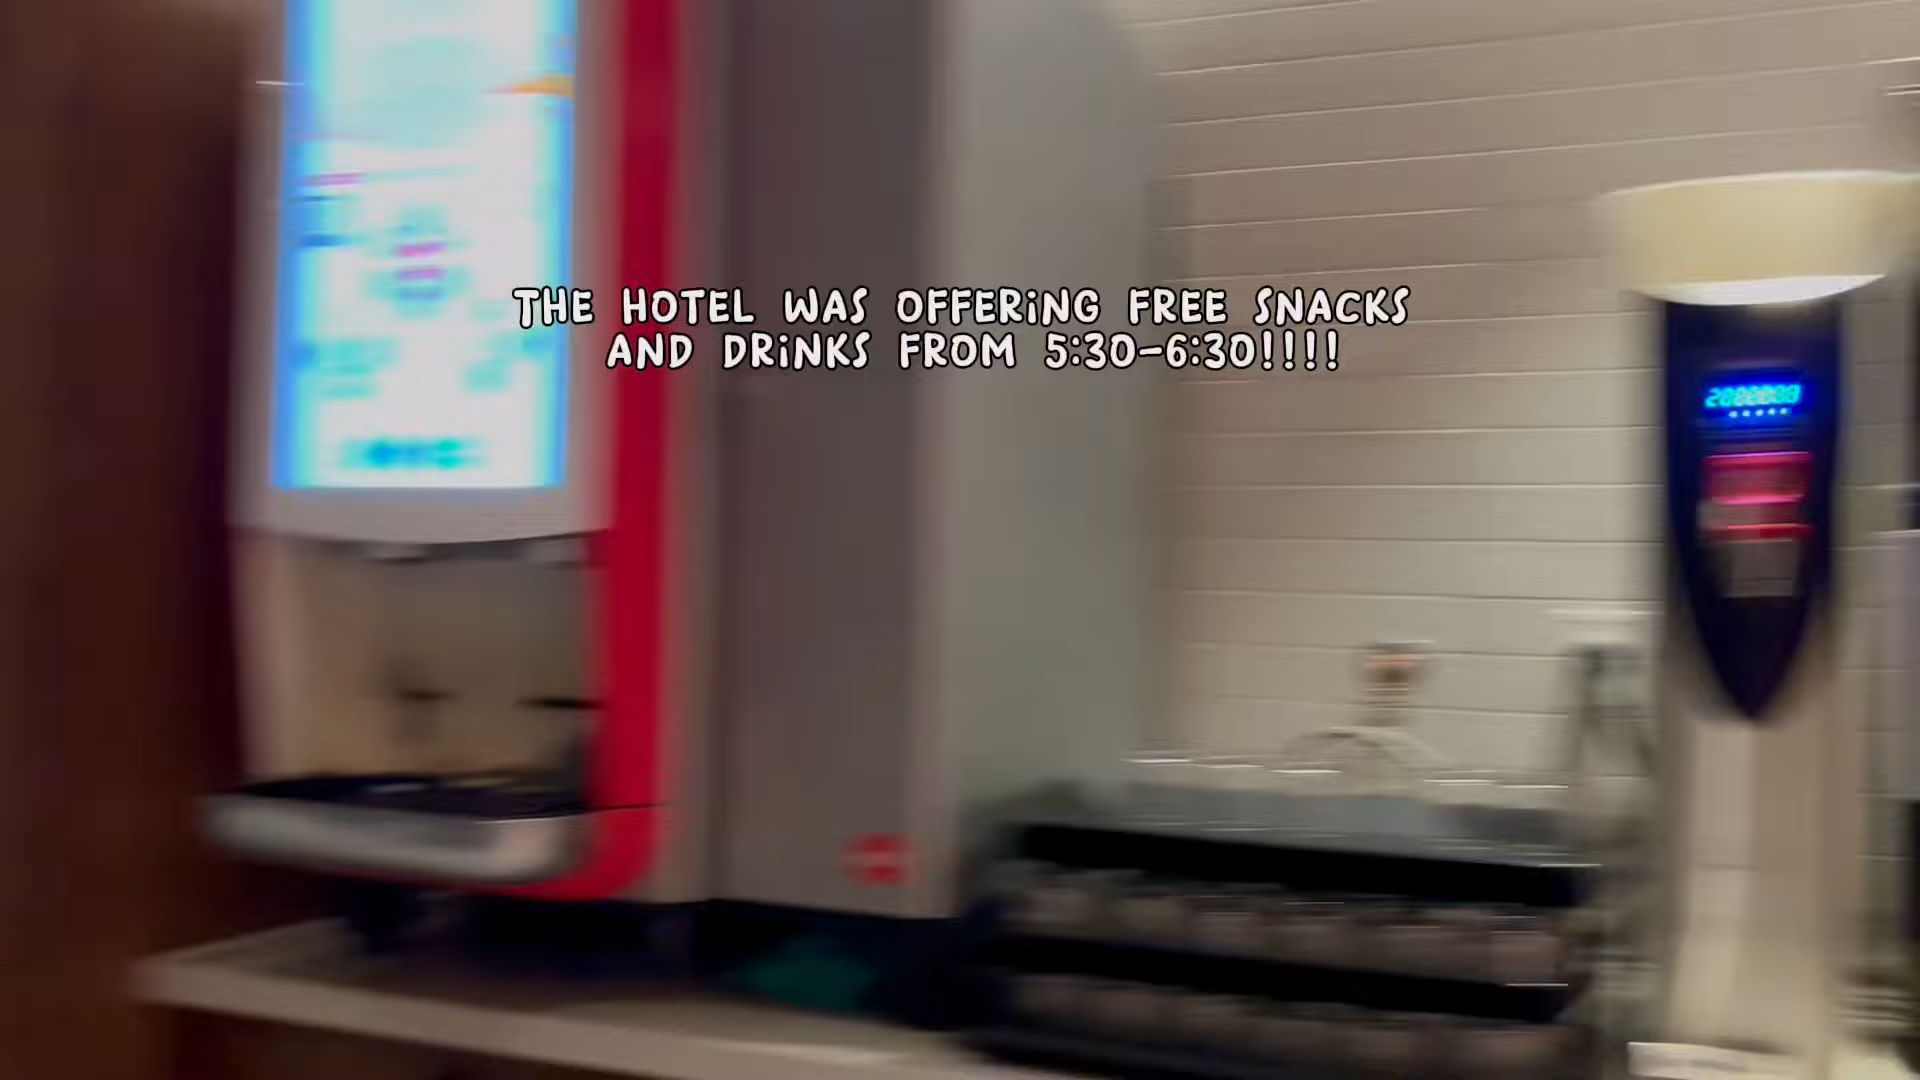 THE HOTEL WAS OFFERING FREE SNACKS
AND DRINKS FROM 5:30-6:30!!!!